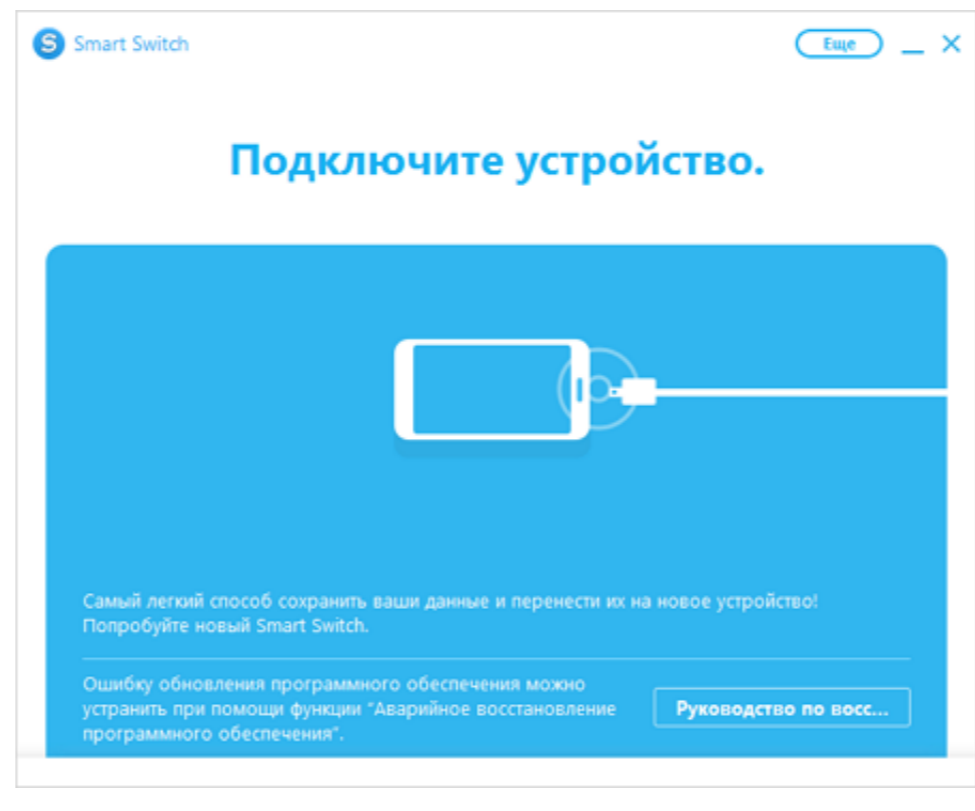 Smart Switch
Еще
Подключите устройство.
Самый легкий способ сохранить ваши данные и перенести их на новое устройство!
Попробуйте новый Smart Switch.
Ошибку обновления программного обеспечения можно
устранить при помощи функции "Аварийное восстановление
программного обеспечения".
Руководство по восс...